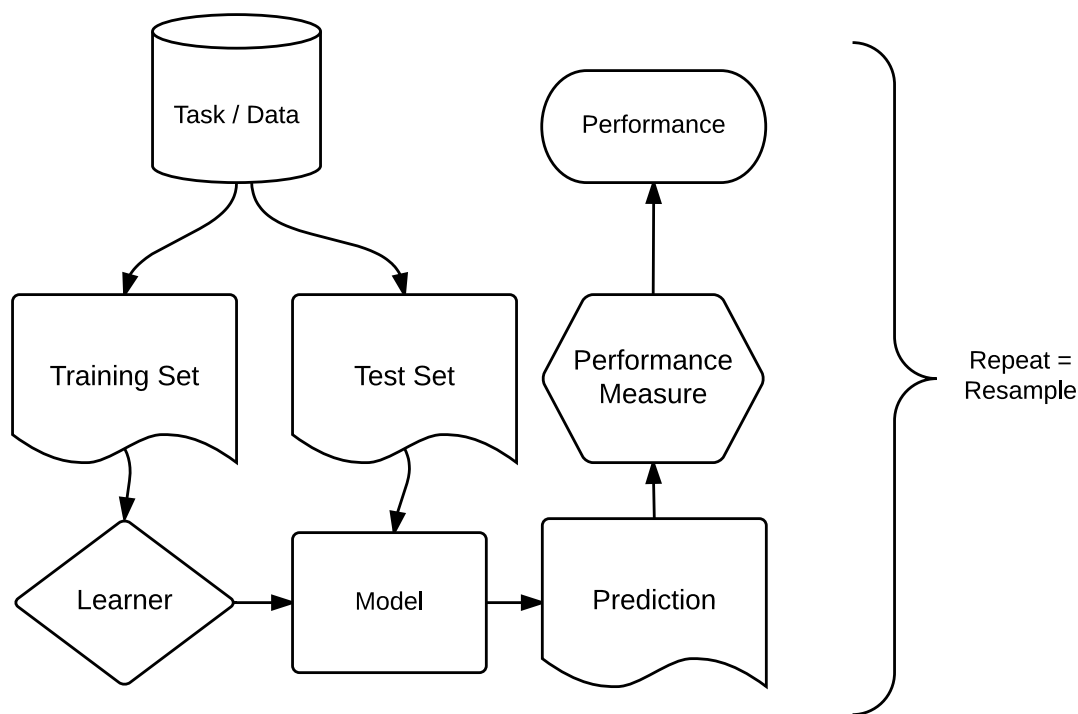 Task / Data
Performance
Training Set
Test Set
Performance
Measure
Repeat =
Resample
Learner
Model
Prediction